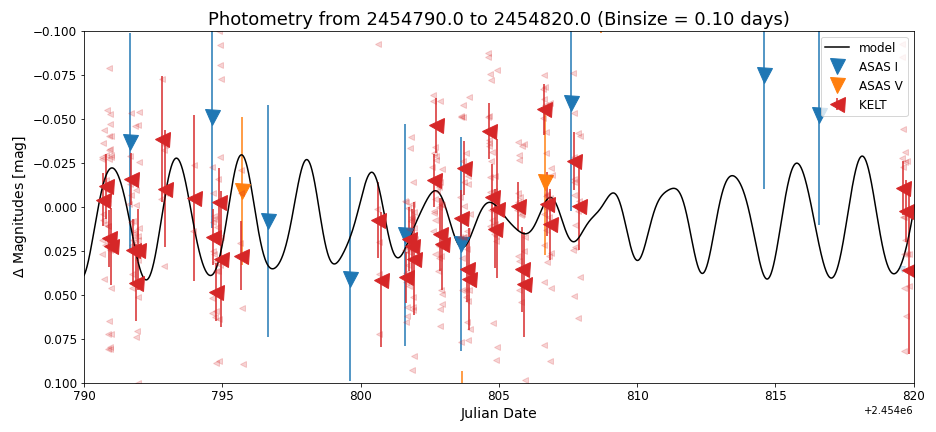 Photometry from 2454790.0 to 2454820.0 (Binsize = 0.10 days)
−0.100
−0.075
−0.050
−0.025
0.000
0.025
0.050
0.075
0.100
Δ Magnitudes [mag]
model
ASAS I
ASAS V
KELT
790
795
800
805
810
815
820
Julian Date
+2.454e6